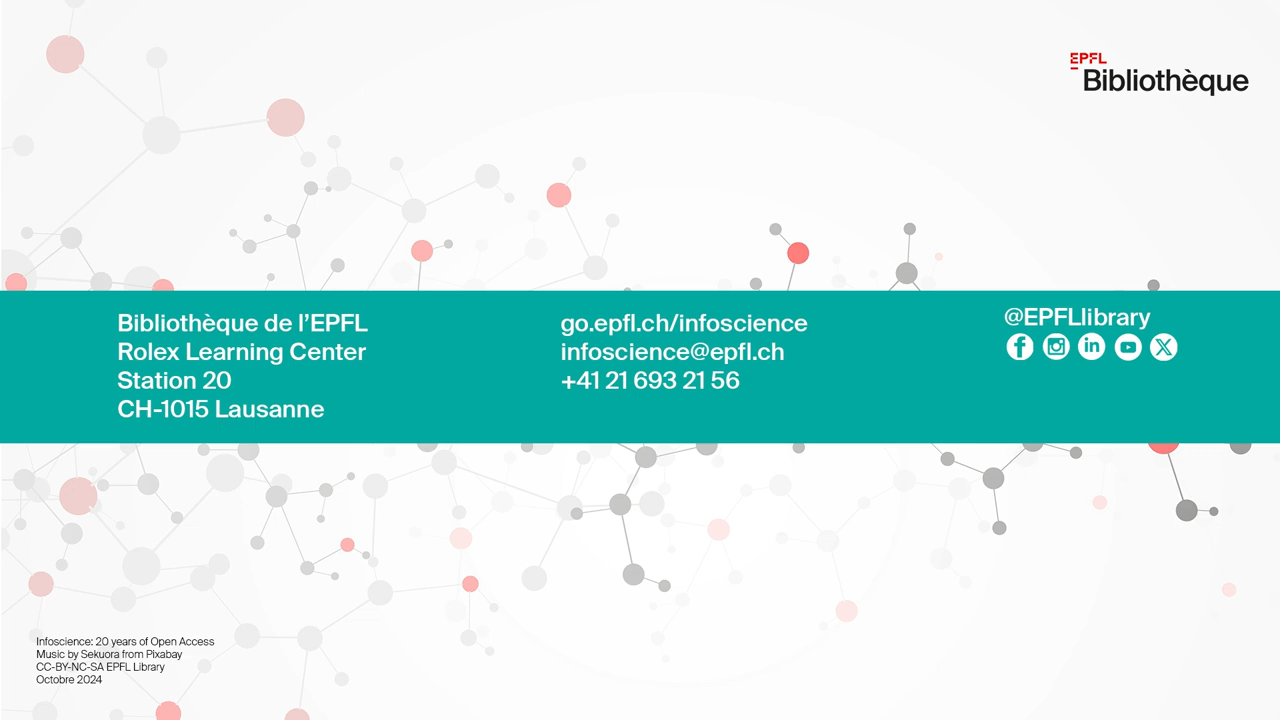 EPFL
Bibliothèque
Bibliothèque de l'EPFL
Rolex Learning Center
Station 20
CH-1015 Lausanne
go.epfl.ch/infoscience
infoscience@epfl.ch
+41 21 693 21 56
@EPFLlibrary
Infoscience: 20 years of Open Access
Music by Sekuora from Pixabay
CC-BY-NC-SA EPFL Library
Octobre 2024